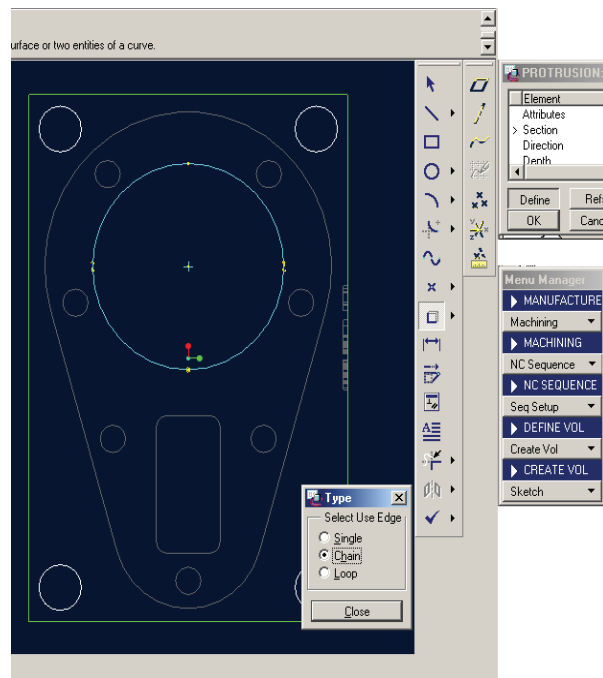 urface or two entities of a curve.
PROTRUSION:
Element
Attributes
> Section
Direction
Depth
Define
Refs
OK
Canc
Menu Manager
MANUFACTURE
Machining
MACHINING
NC Sequence
NC SEQUENCE
Seq Setup
DEFINE VOL
Create Vol
CREATE VOL
Sketch
Type
Select Use Edge
Single
Chain
Loop
Close